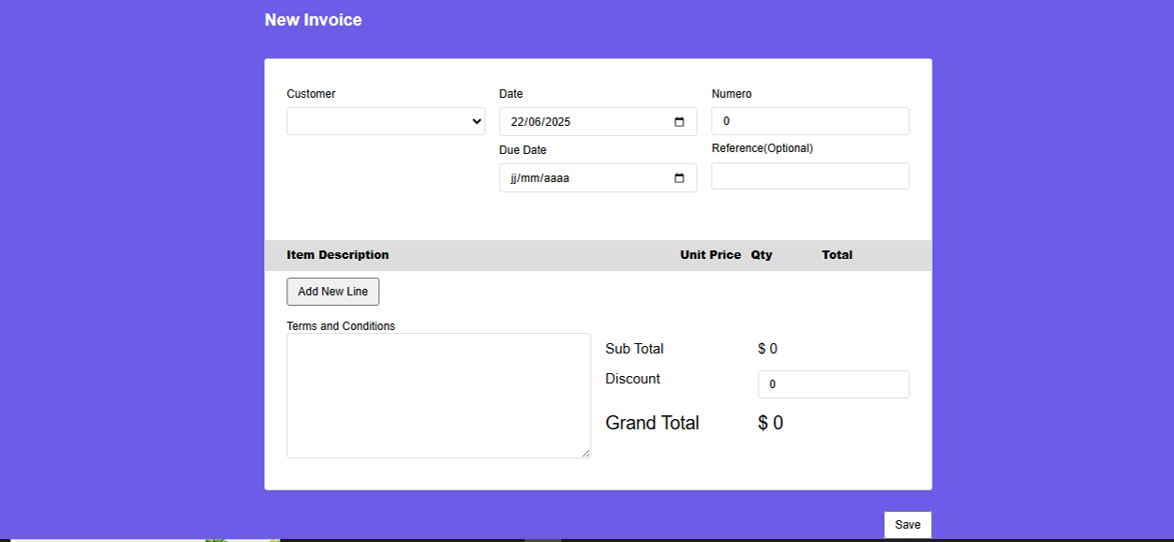 New Invoice
Customer
Date
Numero
22/06/2025
0
Due Date
Reference(Optional)
jj/mm/aaaa
Item Description Unit Price Qty Total
Add New Line
Terms and Conditions
Sub Total $ 0
Discount 0
Grand Total $ 0
Save